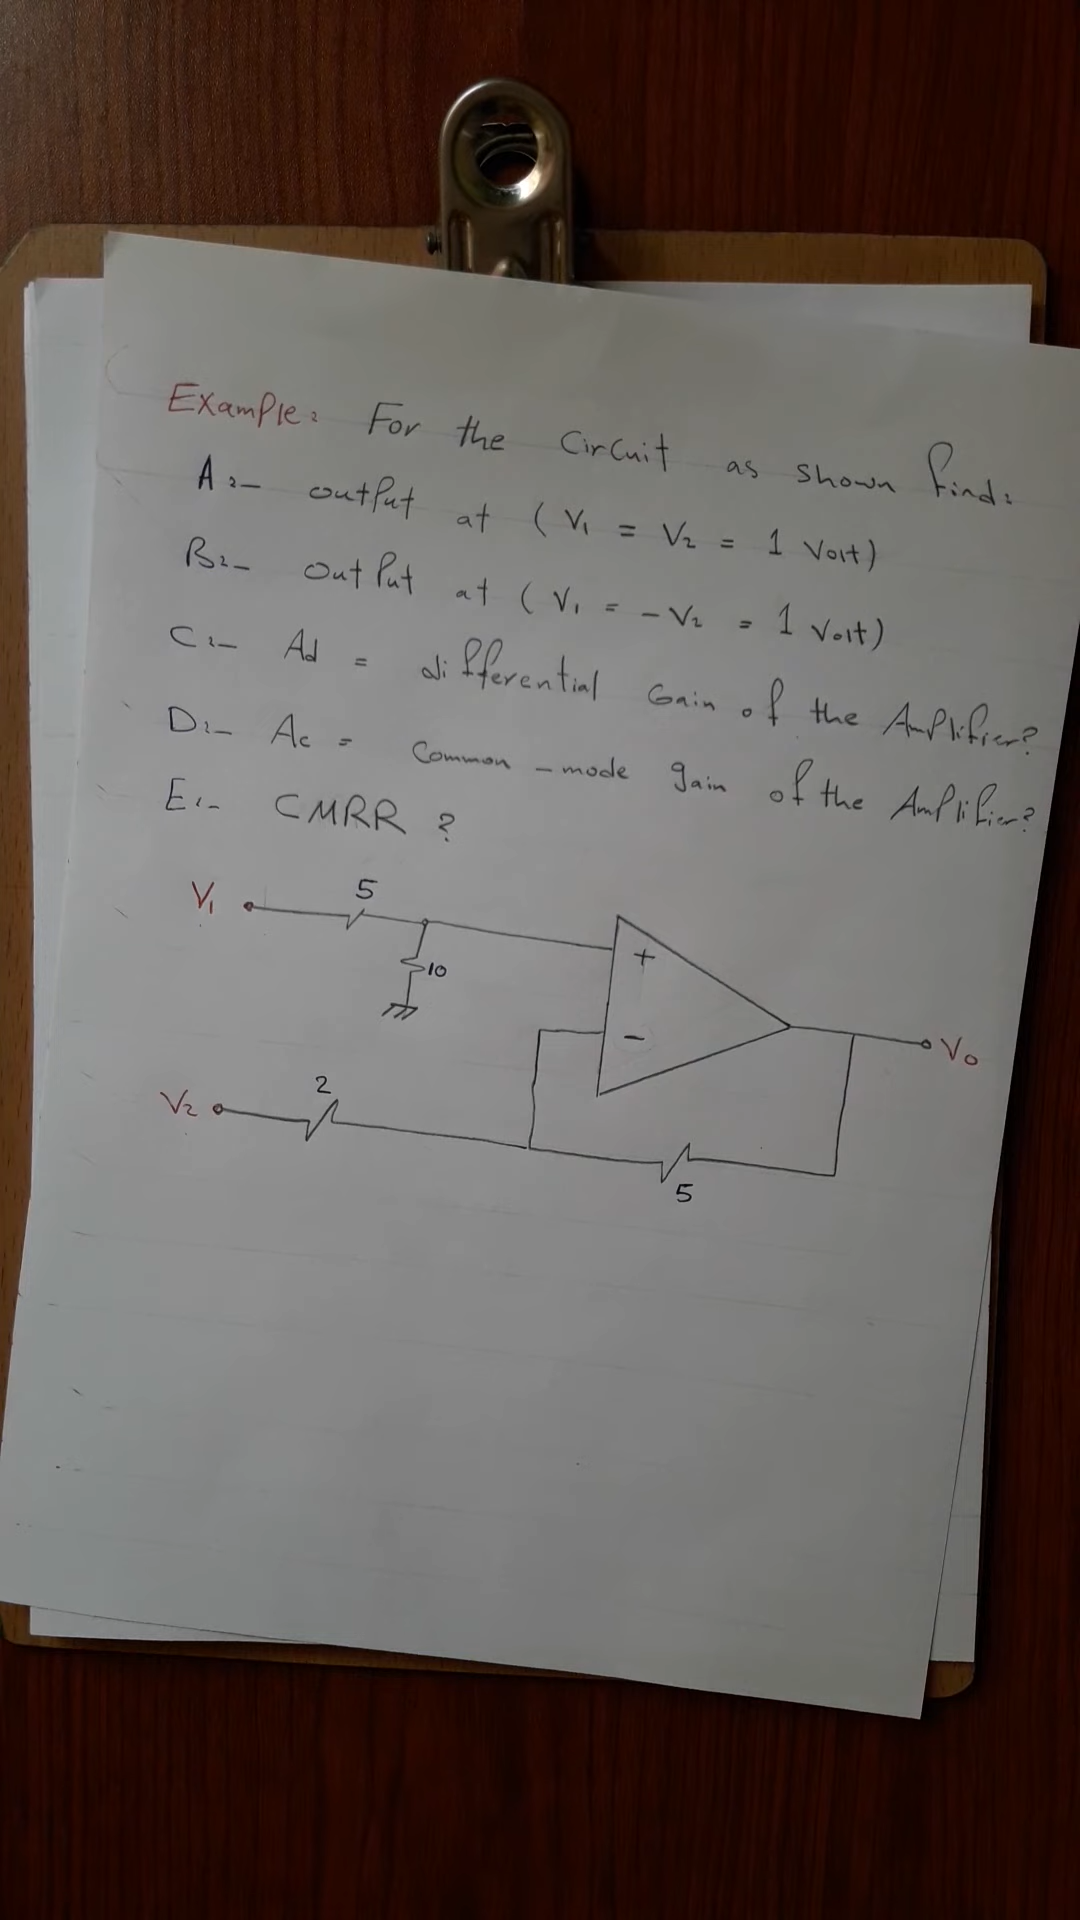 Example: For the Circuit as shown find:
A:- output at (V1 = V2 = 1 Volt)
B:- output at (V1 = -V2 = 1 Volt)
C:- Ad = differential Gain of the Amplifier?
D:- Ac = Common-mode gain of the Amplifier?
E:- CMRR ?
V1 5
+
10
- Vo
V2 2
5